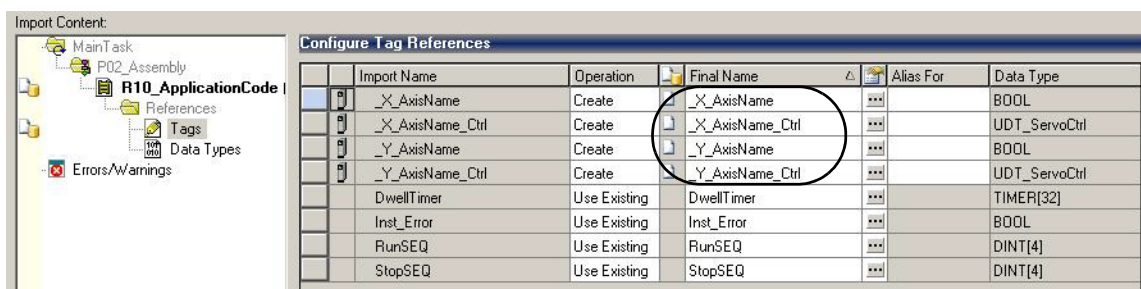 Import Content:
MainTask
P02_Assembly
R10_ApplicationCode
References
Tags
Data Types
Errors/Warnings
Configure Tag References
Import Name Operation Final Name Alias For Data Type
_X_AxisName Create _X_AxisName BOOL
_X_AxisName_Ctrl Create _X_AxisName_Ctrl UDT_ServoCtrl
_Y_AxisName Create _Y_AxisName BOOL
_Y_AxisName_Ctrl Create _Y_AxisName_Ctrl UDT_ServoCtrl
DwellTimer Use Existing DwellTimer TIMER[32]
Inst_Error Use Existing Inst_Error BOOL
RunSEQ Use Existing RunSEQ DINT[4]
StopSEQ Use Existing StopSEQ DINT[4]